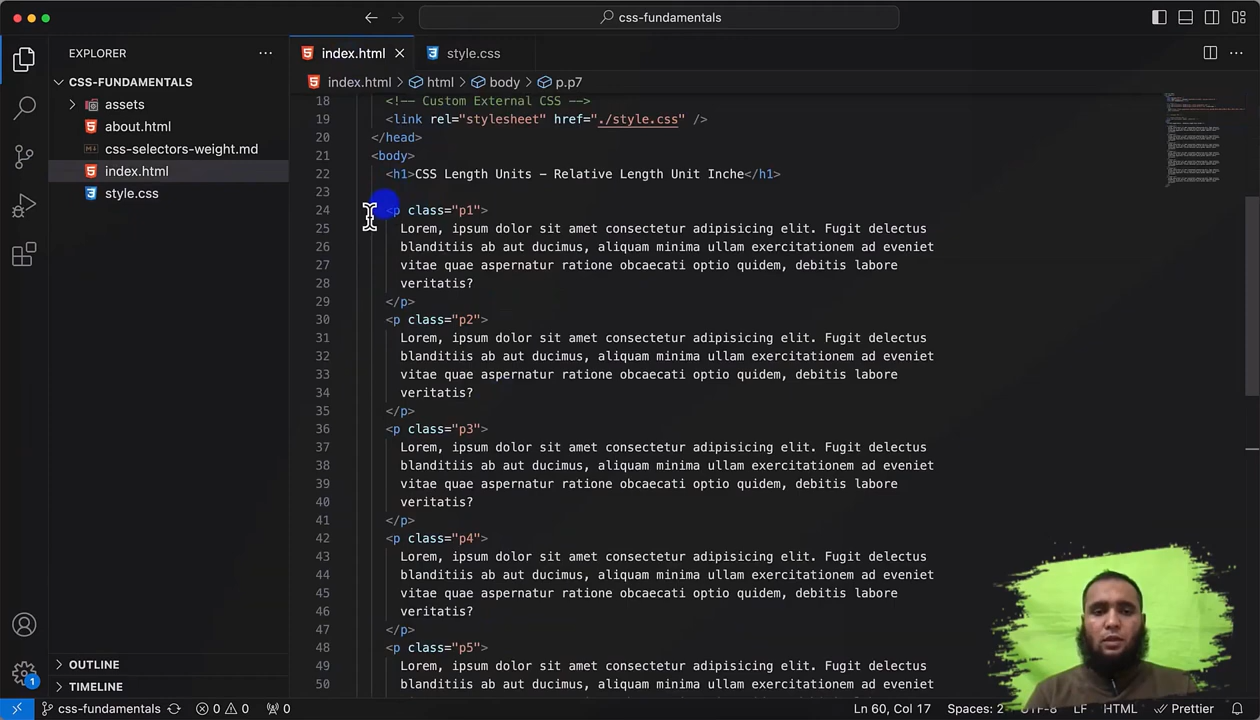 css-fundamentals
EXPLORER
index.html
style.css
CSS-FUNDAMENTALS
index.html > html > body > p.p7
assets
about.html
css-selectors-weight.md
index.html
style.css
18 <!-- Custom External CSS -->
19 <link rel="stylesheet" href="./style.css" />
20 </head>
21 <body>
22 <h1>CSS Length Units - Relative Length Unit Inche</h1>
23
24 <p class="p1">
25 Lorem, ipsum dolor sit amet consectetur adipisicing elit. Fugit delectus
26 blanditiis ab aut ducimus, aliquam minima ullam exercitationem ad eveniet
27 vitae quae aspernatur ratione obcaecati optio quidem, debitis labore
28 veritatis?
29 </p>
30 <p class="p2">
31 Lorem, ipsum dolor sit amet consectetur adipisicing elit. Fugit delectus
32 blanditiis ab aut ducimus, aliquam minima ullam exercitationem ad eveniet
33 vitae quae aspernatur ratione obcaecati optio quidem, debitis labore
34 veritatis?
35 </p>
36 <p class="p3">
37 Lorem, ipsum dolor sit amet consectetur adipisicing elit. Fugit delectus
38 blanditiis ab aut ducimus, aliquam minima ullam exercitationem ad eveniet
39 vitae quae aspernatur ratione obcaecati optio quidem, debitis labore
40 veritatis?
41 </p>
42 <p class="p4">
43 Lorem, ipsum dolor sit amet consectetur adipisicing elit. Fugit delectus
44 blanditiis ab aut ducimus, aliquam minima ullam exercitationem ad eveniet
45 vitae quae aspernatur ratione obcaecati optio quidem, debitis labore
46 veritatis?
47 </p>
48 <p class="p5">
49 Lorem, ipsum dolor sit amet consectetur adipisicing elit. Fugit delectus
50 blanditiis ab aut ducimus, aliquam minima ullam exercitationem ad eveniet
OUTLINE
TIMELINE
1
css-fundamentals 0 0 0 Ln 60, Col 17 Spaces: 2 UTF-8 LF HTML Prettier